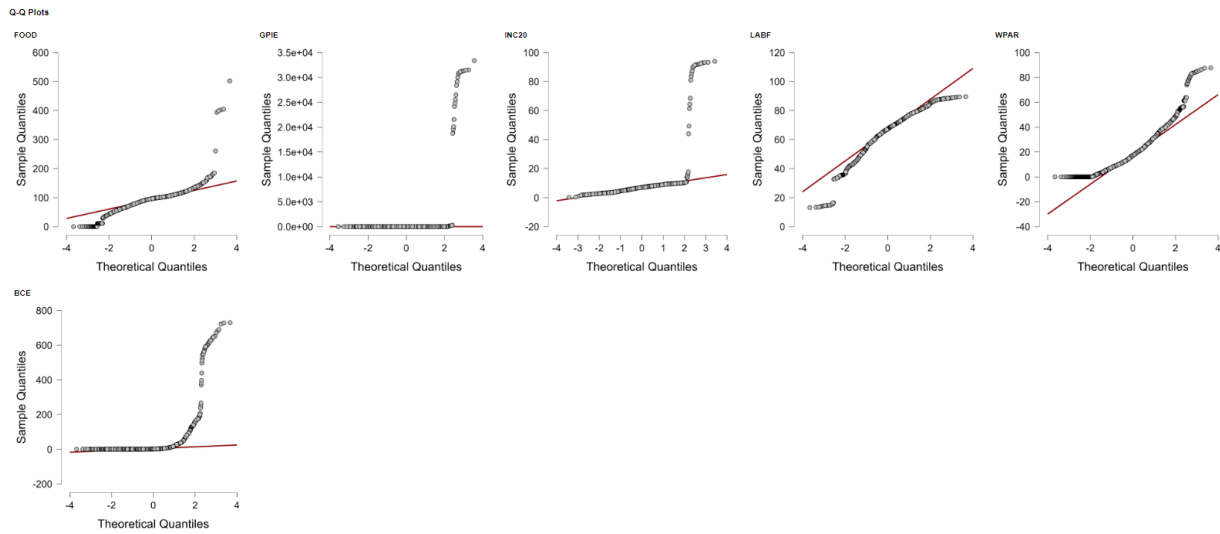 Q-Q Plots
FOOD
600
500
400
300
200
100
0
-4 -2 0 2 4
Sample Quantiles
Theoretical Quantiles
GPIE
3.5e+04
3.0e+04
2.5e+04
2.0e+04
1.5e+04
1.0e+04
5.0e+03
0.0e+00
-4 -2 0 2 4
Sample Quantiles
Theoretical Quantiles
INC20
100
80
60
40
20
0
-20
-4 -3 -2 -1 0 1 2 3 4
Sample Quantiles
Theoretical Quantiles
LABF
120
100
80
60
40
20
0
-4 -2 0 2 4
Sample Quantiles
Theoretical Quantiles
WPAR
100
80
60
40
20
0
-20
-40
-4 -2 0 2 4
Sample Quantiles
Theoretical Quantiles
BCE
800
600
400
200
0
-200
-4 -2 0 2 4
Sample Quantiles
Theoretical Quantiles